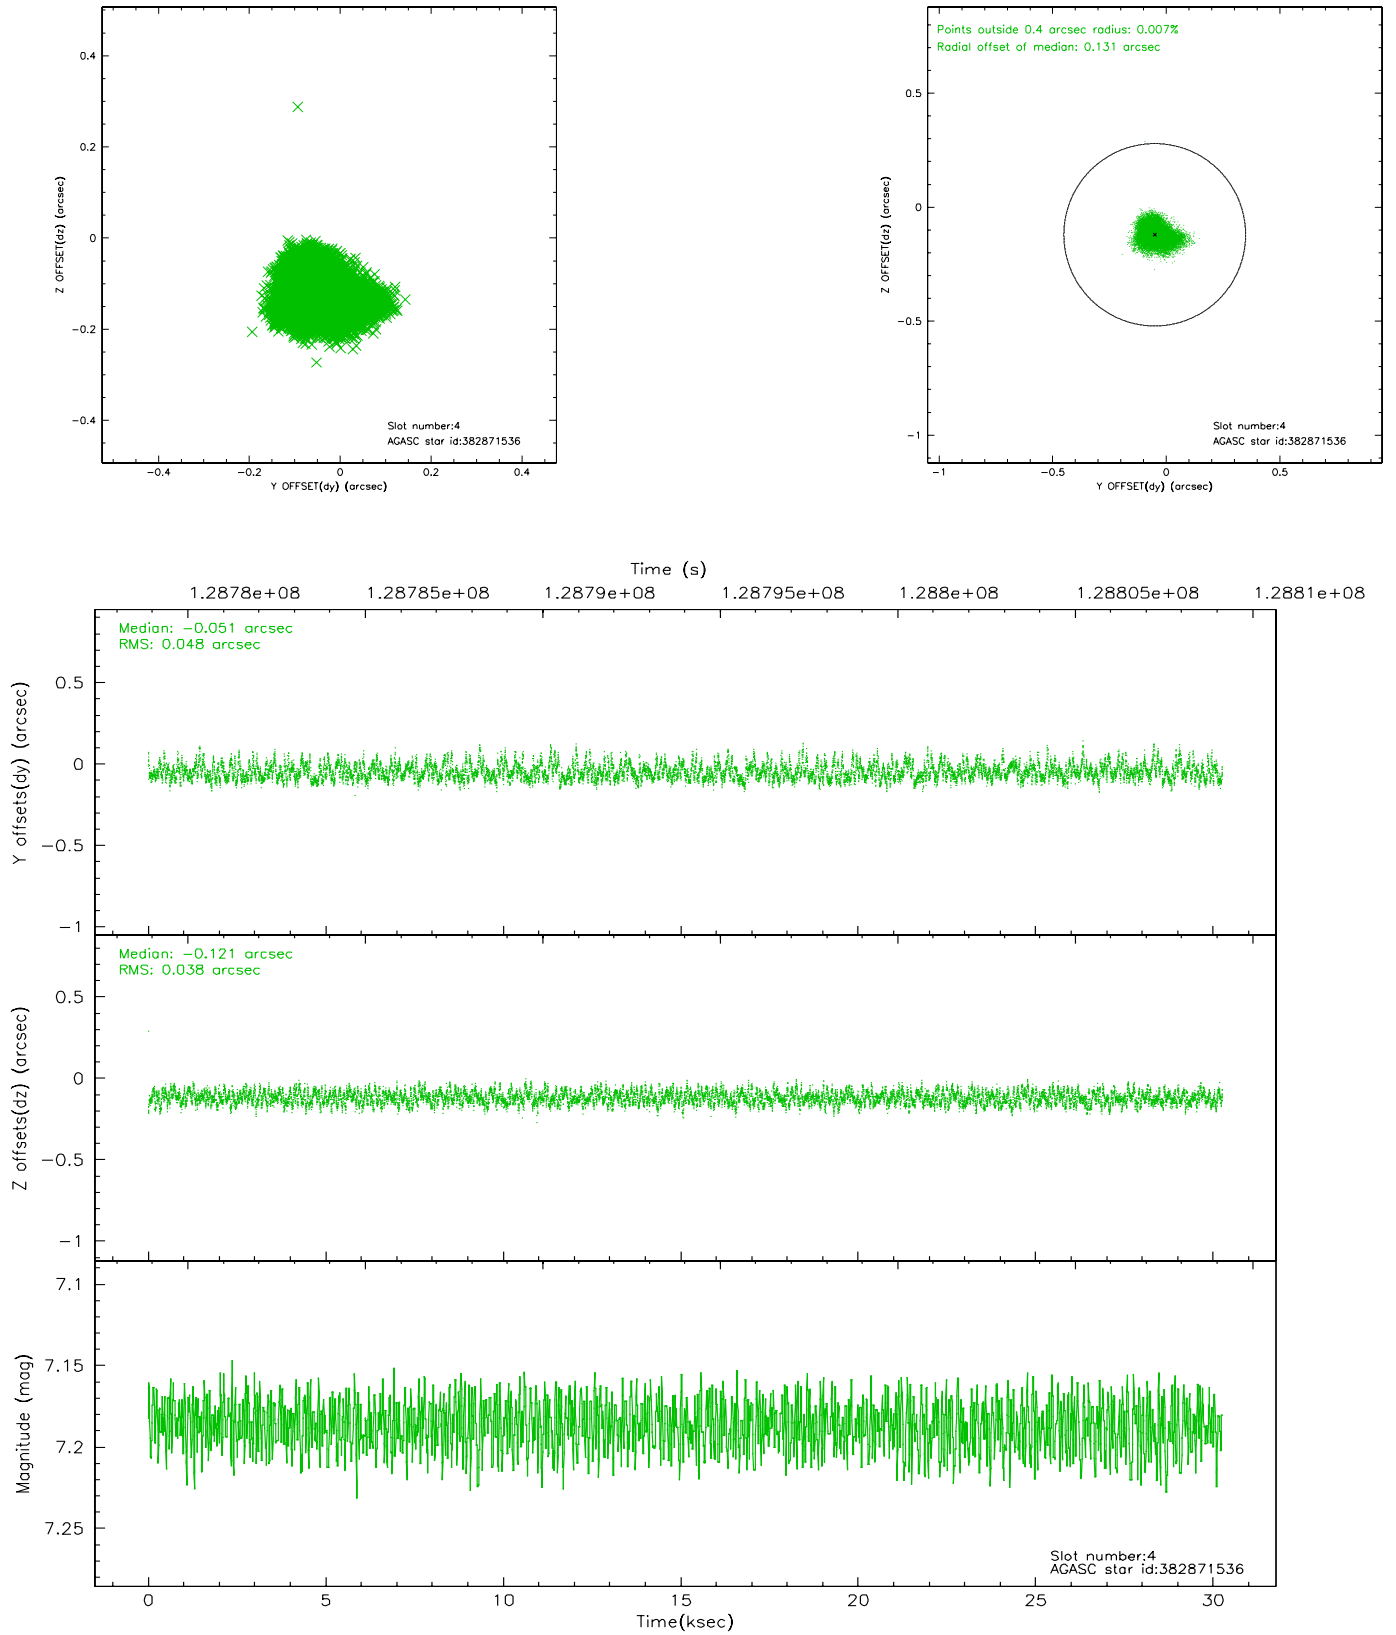 0.4
0.2
0
−0.2
−0.4
Z OFFSET(dz) (arcsec)
Slot number:4
AGASC star id:382871536
−0.4 −0.2 0 0.2 0.4
Y OFFSET(dy) (arcsec)
Points outside 0.4 arcsec radius: 0.007%
Radial offset of median: 0.131 arcsec
0.5
0
−0.5
−1
Z OFFSET(dz) (arcsec)
Slot number:4
AGASC star id:382871536
−1 −0.5 0 0.5
Y OFFSET(dy) (arcsec)
Time (s)
1.2878e+08 1.28785e+08 1.2879e+08 1.28795e+08 1.288e+08 1.28805e+08 1.2881e+08
Median: −0.051 arcsec
RMS: 0.048 arcsec
0.5
0
−0.5
−1
Y offsets(dy) (arcsec)
Median: −0.121 arcsec
RMS: 0.038 arcsec
0.5
0
−0.5
−1
Z offsets(dz) (arcsec)
7.1
7.15
7.2
7.25
Magnitude (mag)
Slot number:4
AGASC star id:382871536
0 5 10 15 20 25 30
Time(ksec)